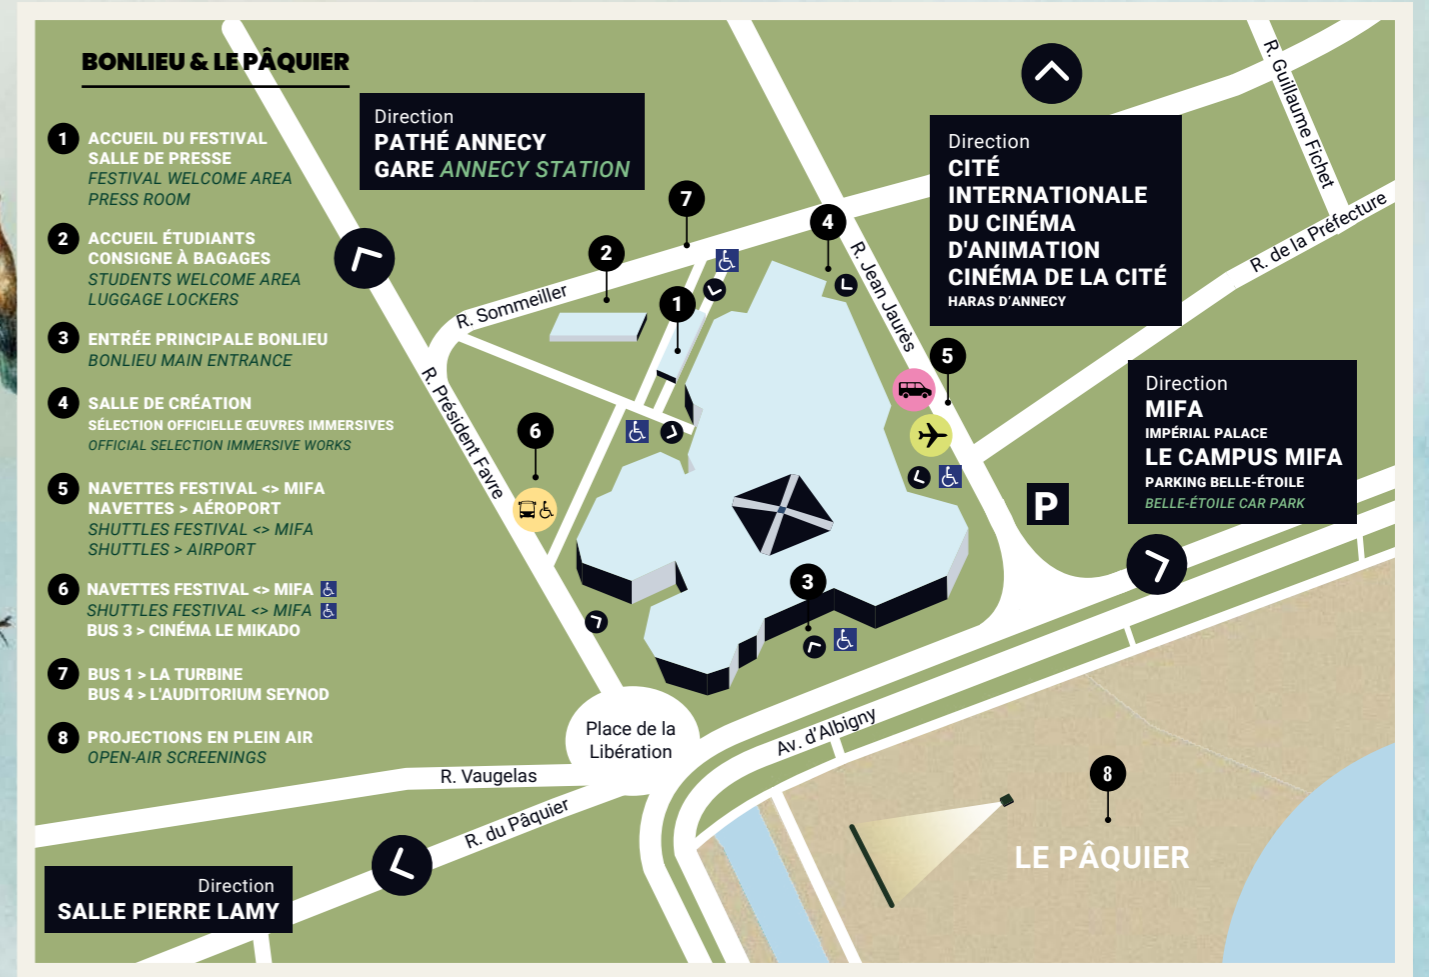 BONLIEU & LE PÂQUIER
1 ACCUEIL DU FESTIVAL
SALLE DE PRESSE
FESTIVAL WELCOME AREA
PRESS ROOM
2 ACCUEIL ÉTUDIANTS
CONSIGNE À BAGAGES
STUDENTS WELCOME AREA
LUGGAGE LOCKERS
3 ENTRÉE PRINCIPALE BONLIEU
BONLIEU MAIN ENTRANCE
4 SALLE DE CRÉATION
SÉLECTION OFFICIELLE ŒUVRES IMMERSIVES
OFFICIAL SELECTION IMMERSIVE WORKS
5 NAVETTES FESTIVAL <> MIFA
NAVETTES > AÉROPORT
SHUTTLES FESTIVAL <> MIFA
SHUTTLES > AIRPORT
6 NAVETTES FESTIVAL <> MIFA
SHUTTLES FESTIVAL <> MIFA
BUS 3 > CINÉMA LE MIKADO
7 BUS 1 > LA TURBINE
BUS 4 > L'AUDITORIUM SEYNOD
8 PROJECTIONS EN PLEIN AIR
OPEN-AIR SCREENINGS
Direction
PATHÉ ANNECY
GARE ANNECY STATION
Direction
CITÉ
INTERNATIONALE
DU CINÉMA
D'ANIMATION
CINÉMA DE LA CITÉ
HARAS D'ANNECY
R. Guillaume Fichet
R. de la Préfecture
7
4
2
1
R. Sommeiller
R. Jean Jaurès
5
Direction
MIFA
IMPÉRIAL PALACE
LE CAMPUS MIFA
PARKING BELLE-ÉTOILE
BELLE-ÉTOILE CAR PARK
R. Président Favre
6
P
3
Place de la
Libération
Av. d'Albigny
R. Vaugelas
R. du Pâquier
8
LE PÂQUIER
Direction
SALLE PIERRE LAMY